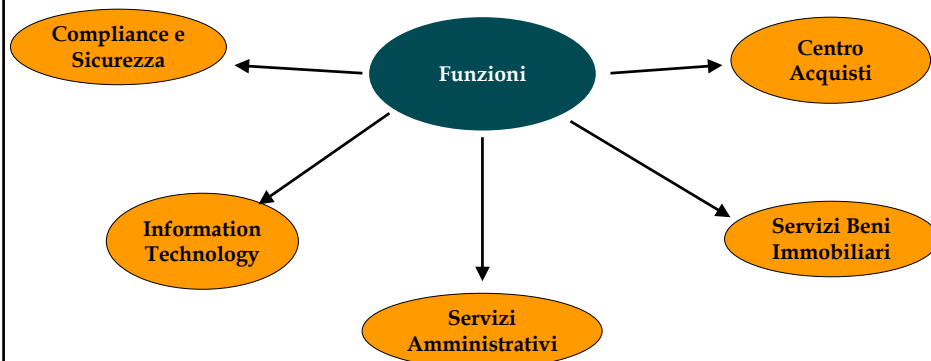 Compliance e
Sicurezza
Funzioni
Centro
Acquisti
Information
Technology
Servizi Beni
Immobiliari
Servizi
Amministrativi